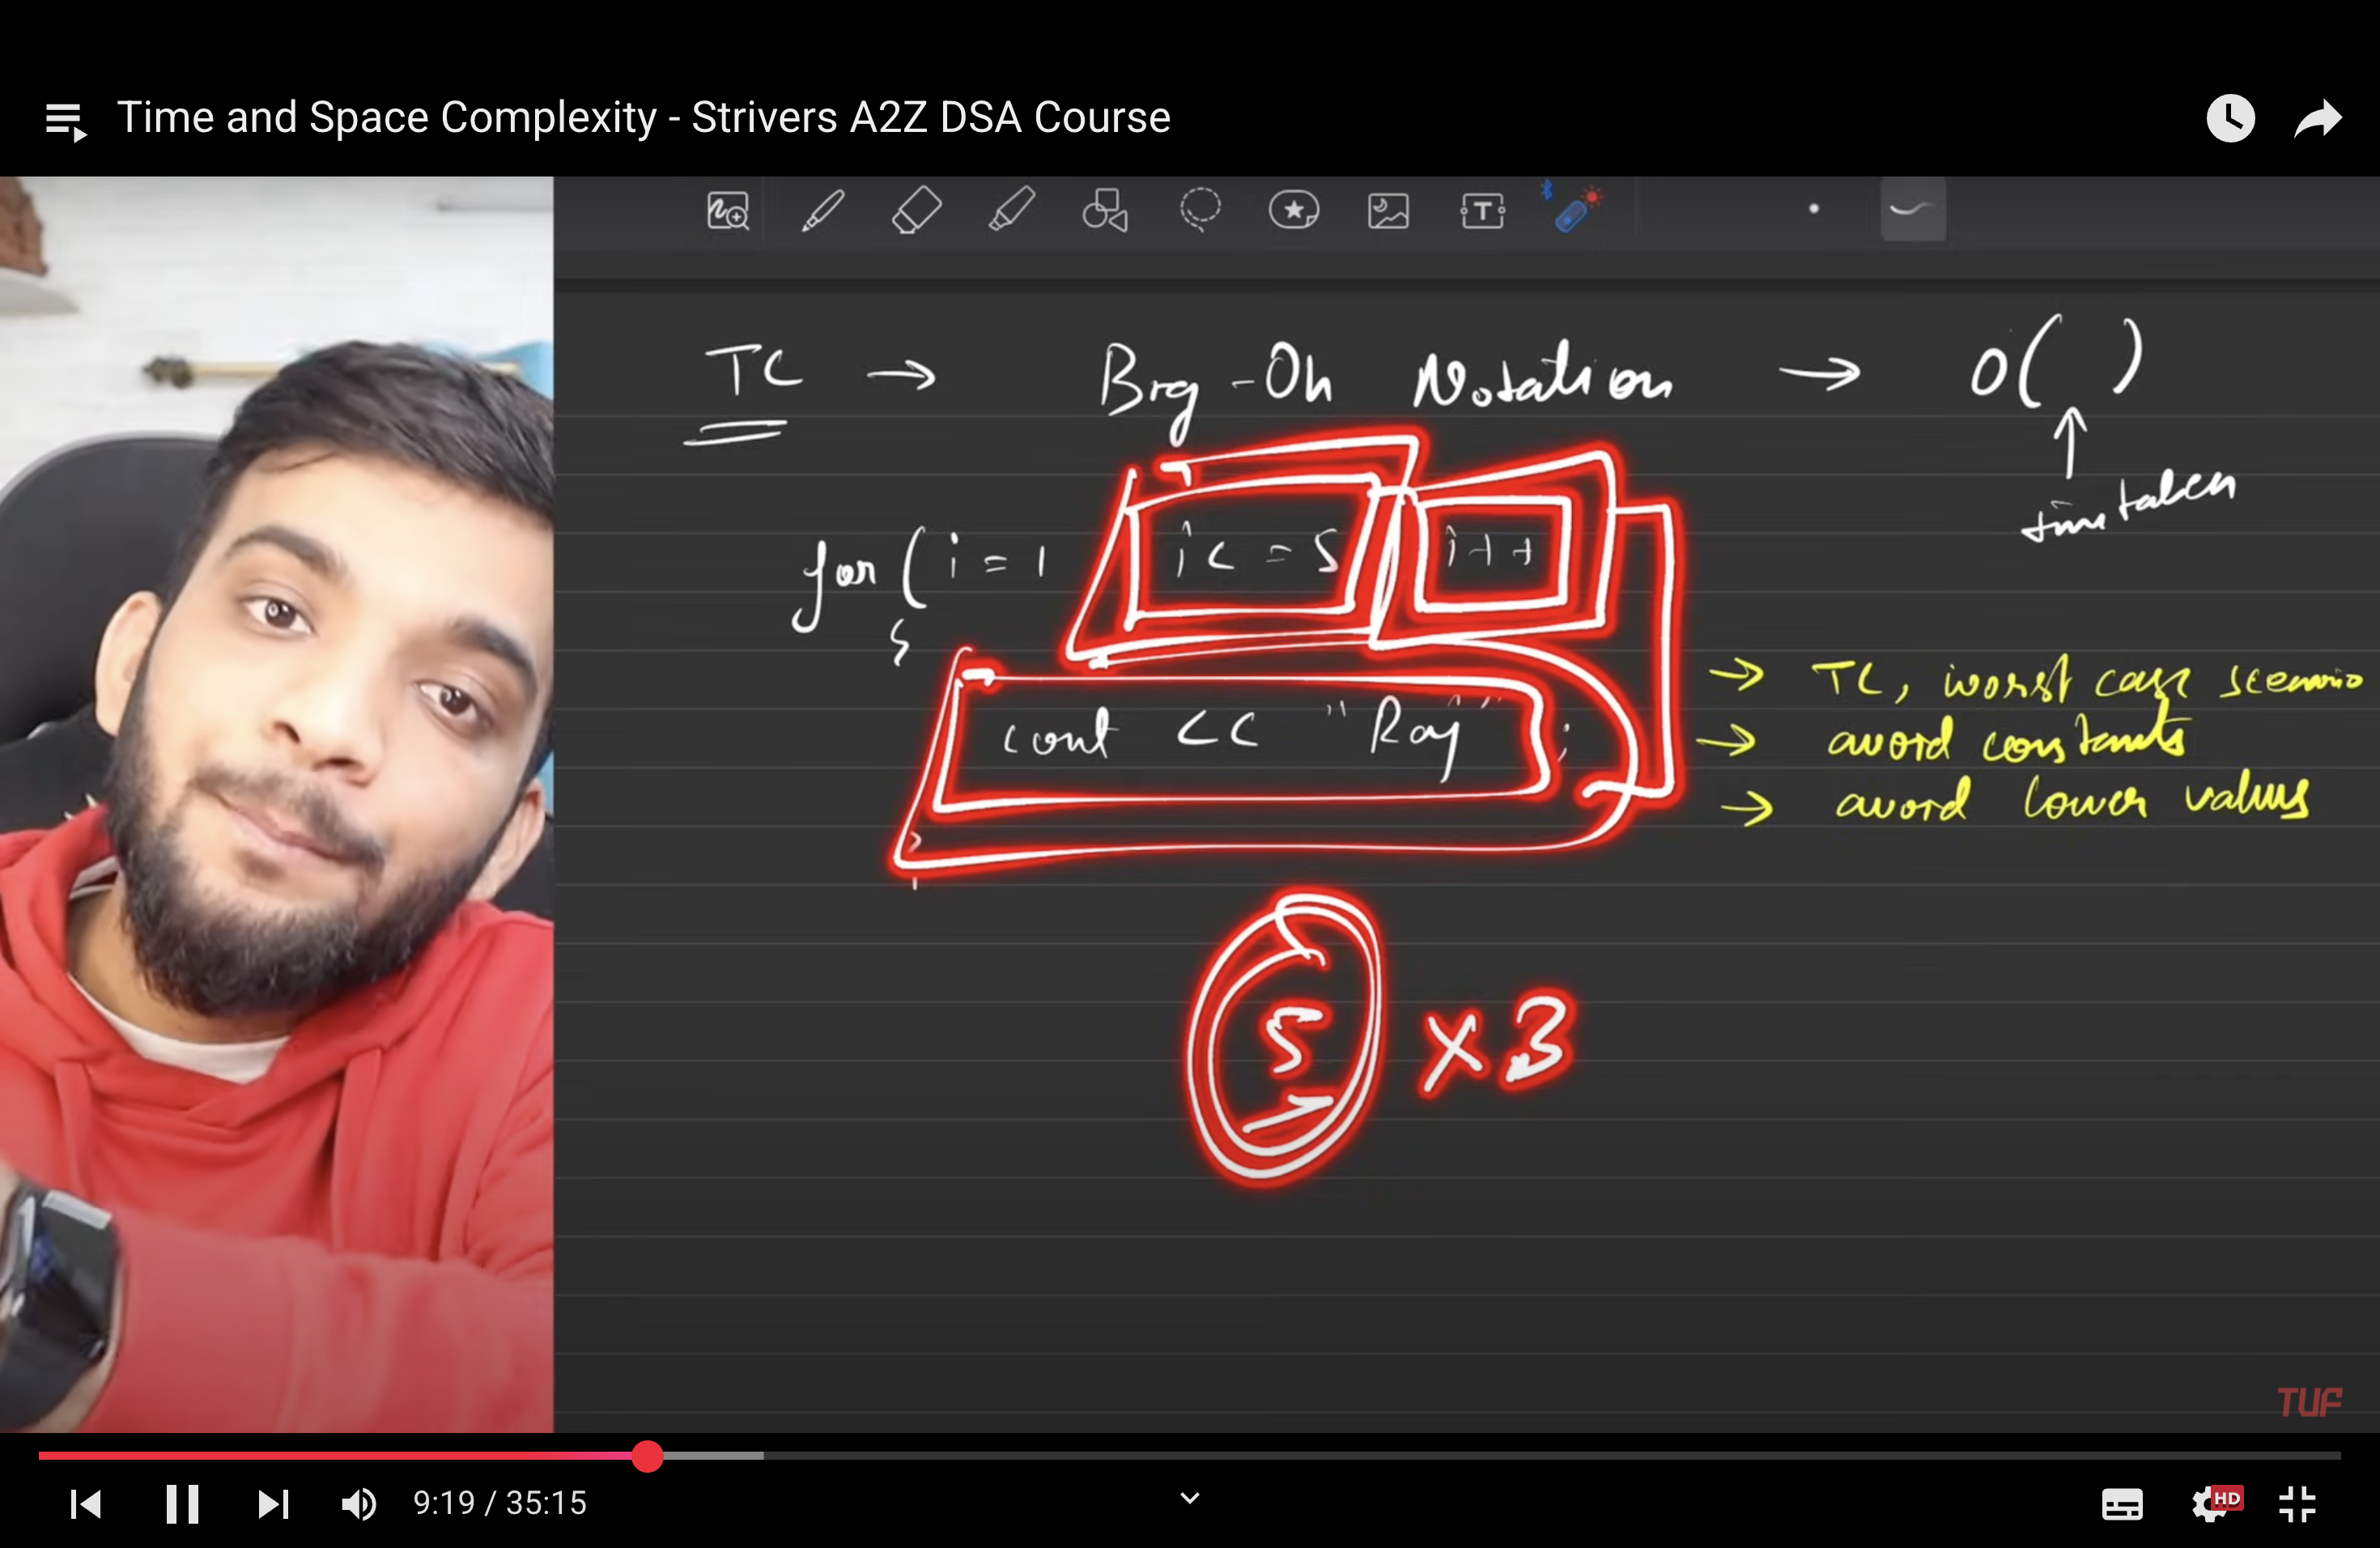 Time and Space Complexity - Strivers A2Z DSA Course
TC → Big-Oh Notation → O( )
↑
time taken
for ( i = 1 i <= 5 i++
{
cout << "Raj" ;
}
→ TC, worst case scenario
→ avoid constants
→ avoid lower values
5 × 3
TUF
9:19 / 35:15
HD